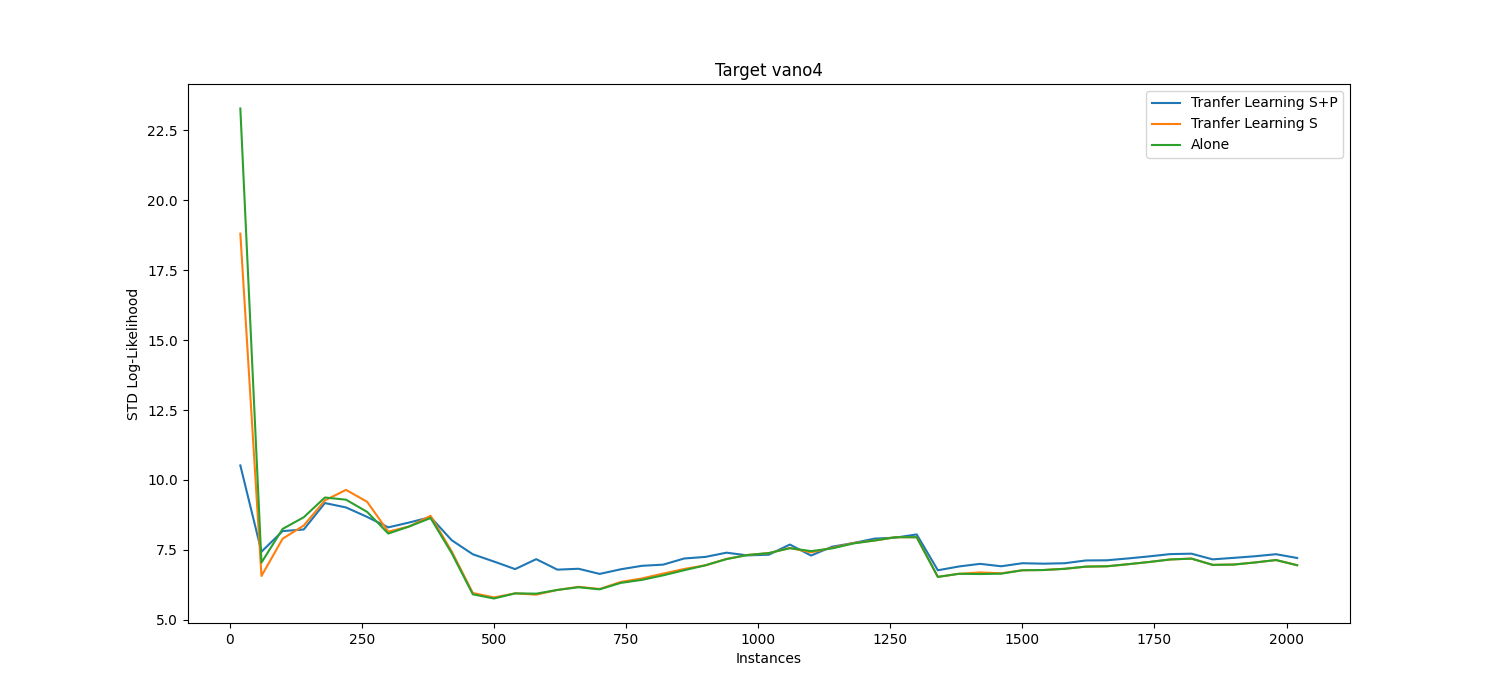 Target vano4
Tranfer Learning S+P
Tranfer Learning S
Alone
22.5
20.0
17.5
15.0
12.5
10.0
7.5
5.0
STD Log-Likelihood
0 250 500 750 1000 1250 1500 1750 2000
Instances